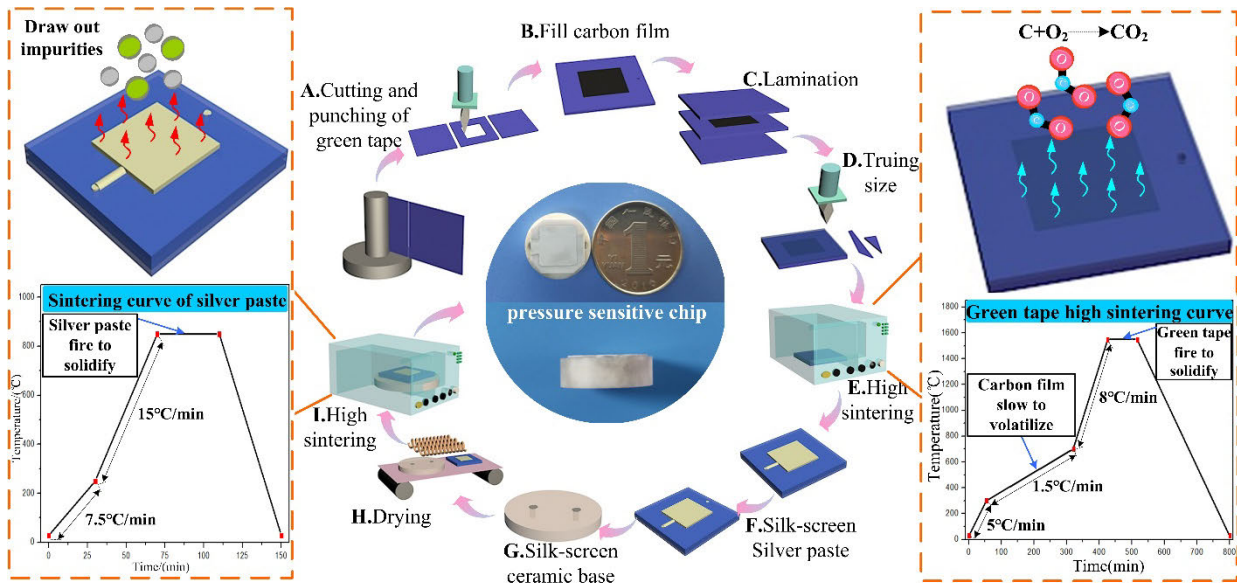 Draw out
impurities
Sintering curve of silver paste
Silver paste
fire to
solidify
15℃/min
7.5℃/min
Temperature/(℃)
1000
800
600
400
200
0
0 25 50 75 100 125 150
Time/(min)
A.Cutting and
punching of
green tape
B.Fill carbon film
C.Lamination
D.Truing
size
E.High
sintering
F.Silk-screen
Silver paste
G.Silk-screen
ceramic base
H.Drying
I.High
sintering
1
元
2019
pressure sensitive chip
C+O2 CO2
O
C
O
O
C
O
O
C
O
Green tape high sintering curve
Green tape
fire to
solidify
Carbon film
slow to
volatilize
8℃/min
1.5℃/min
5℃/min
Temperature(℃)
1800
1600
1400
1200
1000
800
600
400
200
0
0 100 200 300 400 500 600 700 800
Time(min)